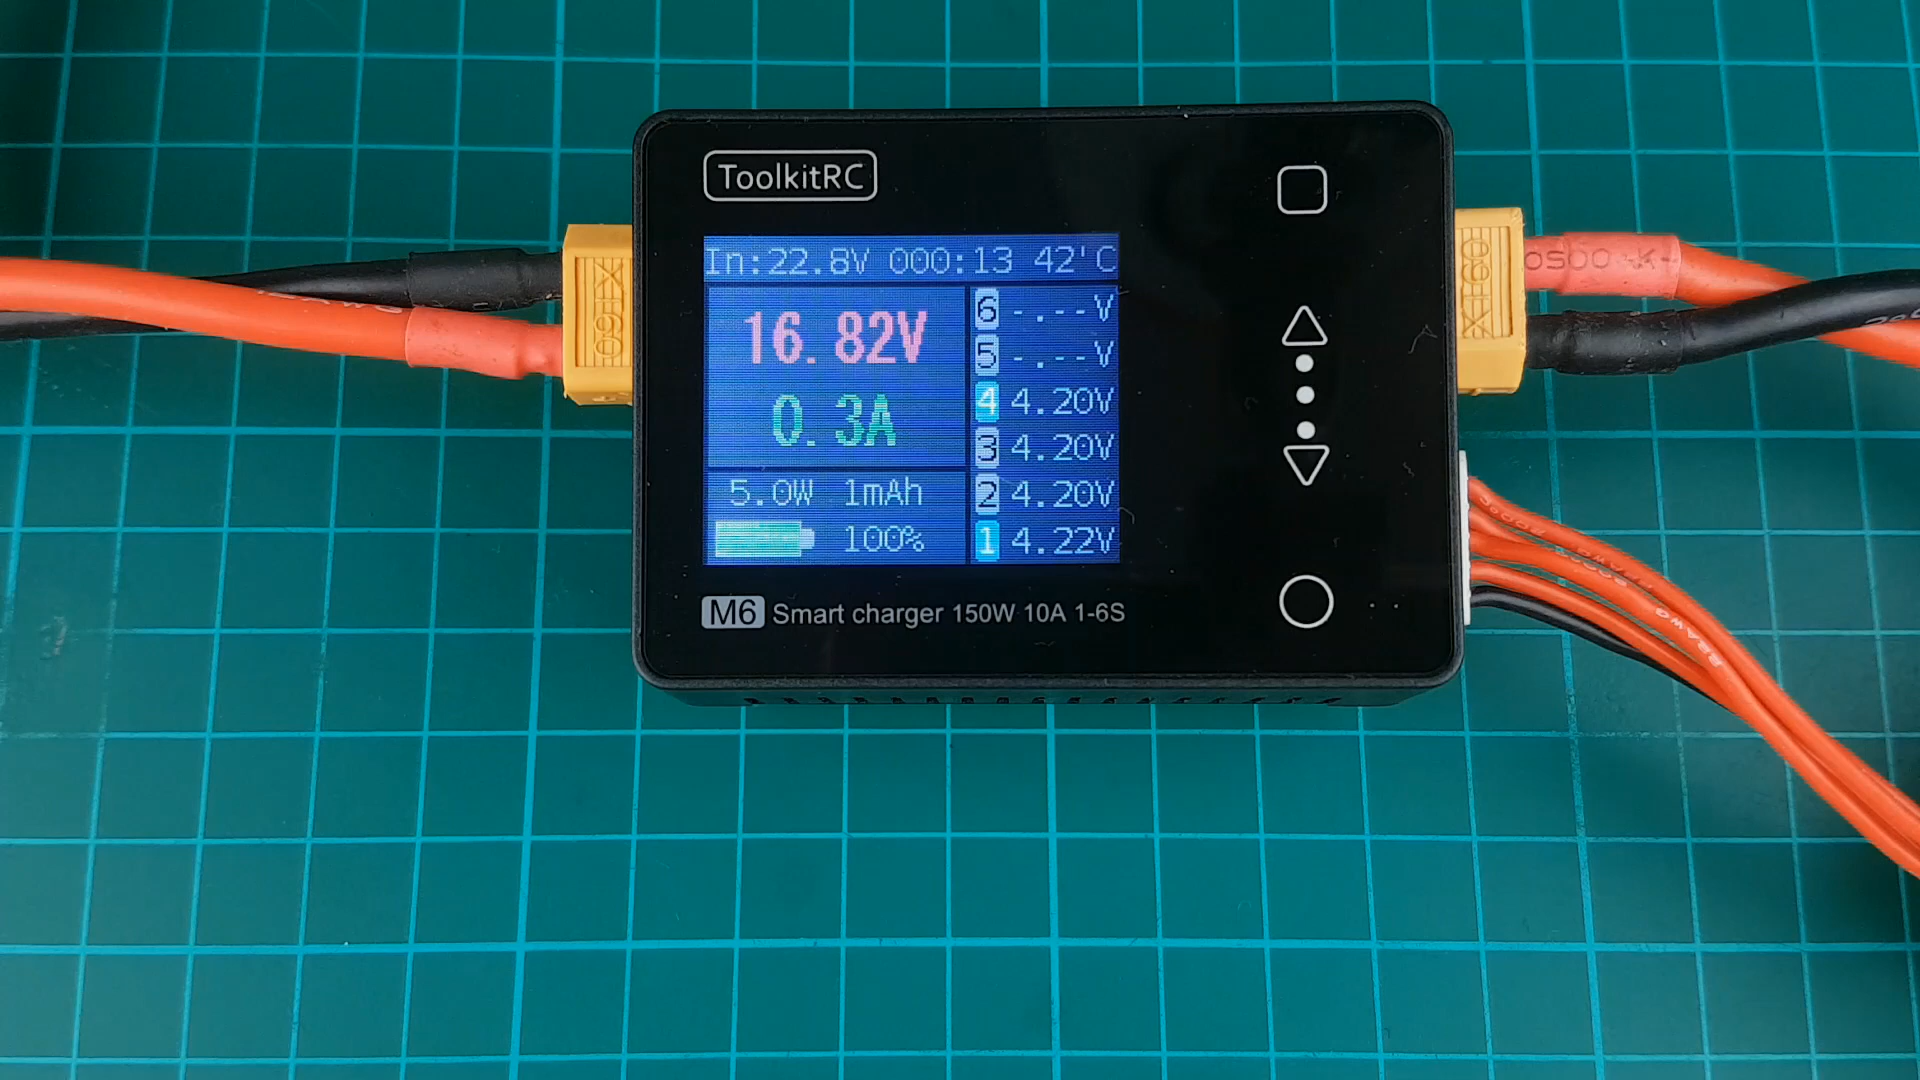 ToolkitRC
In:22.8V 000:13 42'C
16.82V
0.3A
5.0W 1mAh
100%
6 -.--V
5 -.--V
4 4.20V
3 4.20V
2 4.20V
1 4.22V
M6 Smart charger 150W 10A 1-6S
XT60
XT60